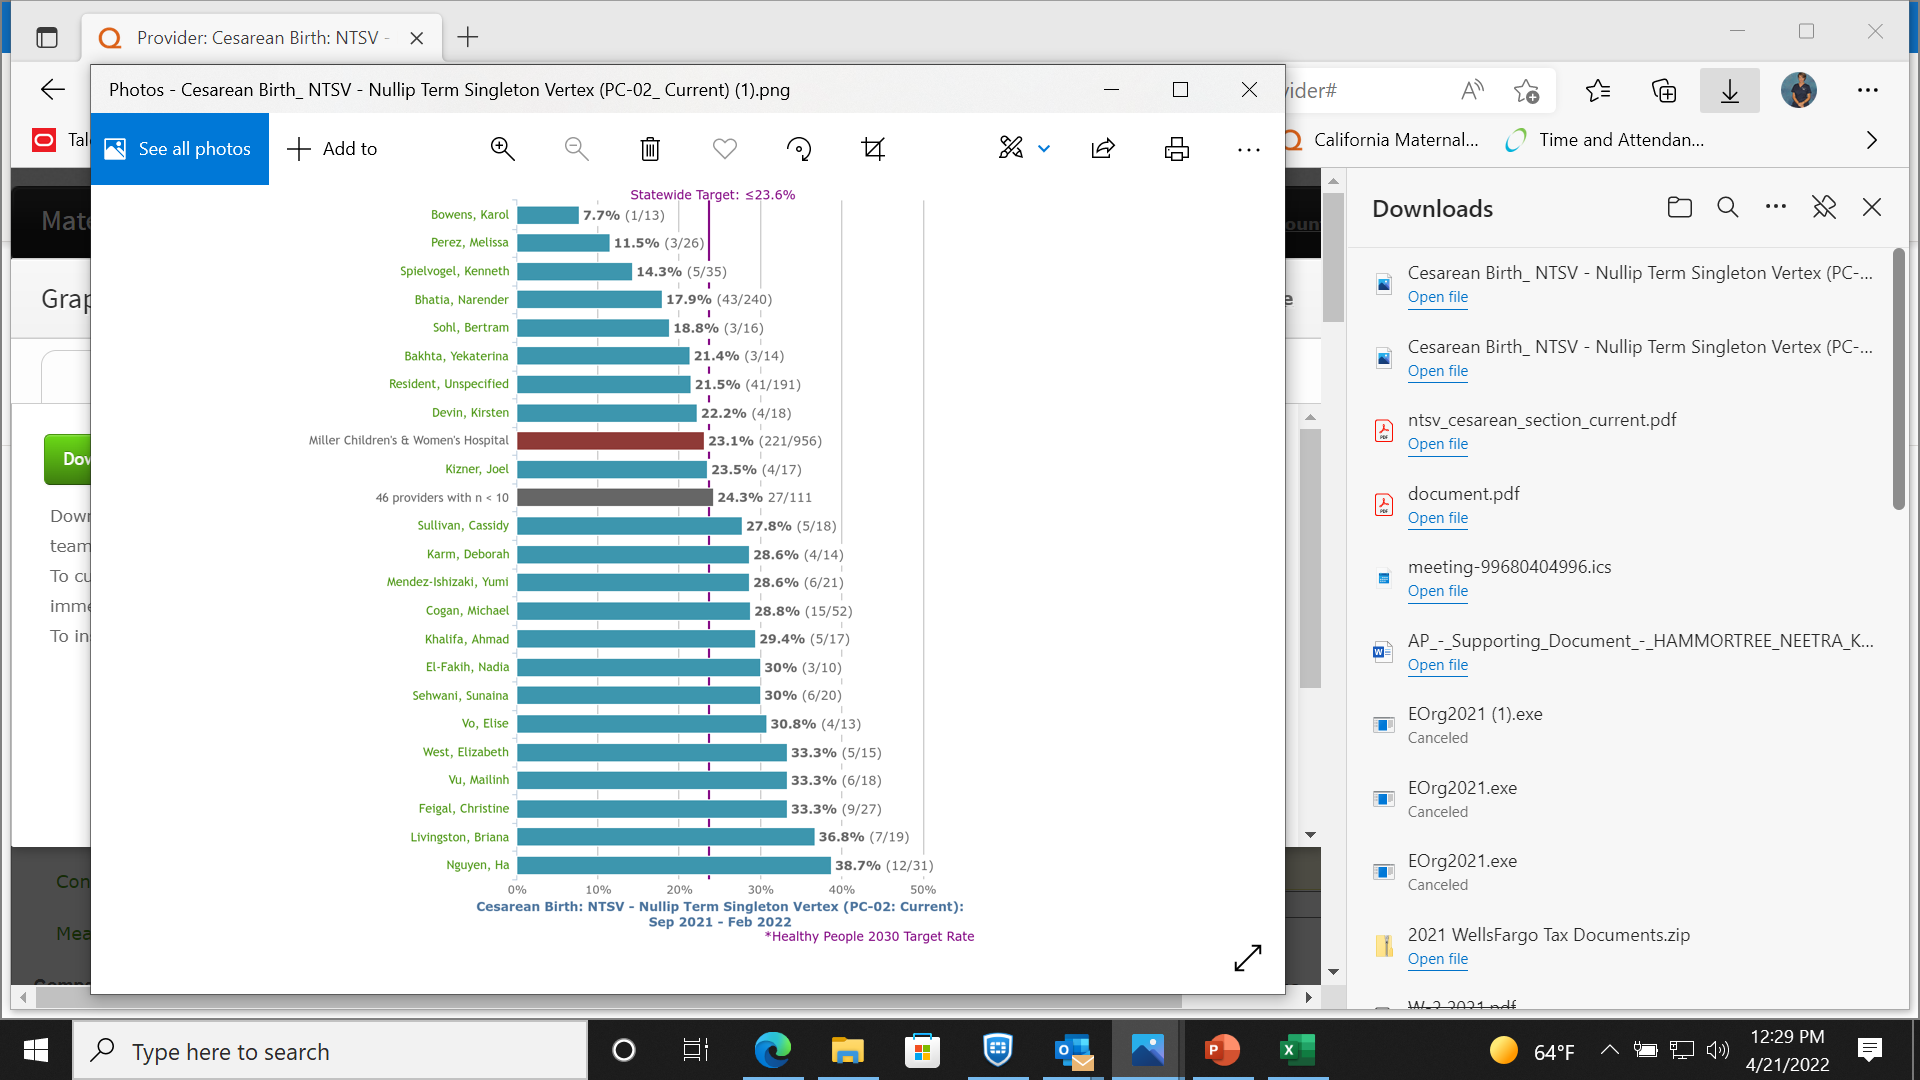 Provider: Cesarean Birth: NTSV -
Photos - Cesarean Birth_ NTSV - Nullip Term Singleton Vertex (PC-02_ Current) (1).png
vider#
See all photos
Add to
California Maternal...
Time and Attendan...
Statewide Target: ≤23.6%
Bowens, Karol 7.7% (1/13)
Perez, Melissa 11.5% (3/26)
Spielvogel, Kenneth 14.3% (5/35)
Bhatia, Narender 17.9% (43/240)
Sohl, Bertram 18.8% (3/16)
Bakhta, Yekaterina 21.4% (3/14)
Resident, Unspecified 21.5% (41/191)
Devin, Kirsten 22.2% (4/18)
Miller Children's & Women's Hospital 23.1% (221/956)
Kizner, Joel 23.5% (4/17)
46 providers with n < 10 24.3% 27/111
Sullivan, Cassidy 27.8% (5/18)
Karm, Deborah 28.6% (4/14)
Mendez-Ishizaki, Yumi 28.6% (6/21)
Cogan, Michael 28.8% (15/52)
Khalifa, Ahmad 29.4% (5/17)
El-Fakih, Nadia 30% (3/10)
Sehwani, Sunaina 30% (6/20)
Vo, Elise 30.8% (4/13)
West, Elizabeth 33.3% (5/15)
Vu, Mailinh 33.3% (6/18)
Feigal, Christine 33.3% (9/27)
Livingston, Briana 36.8% (7/19)
Nguyen, Ha 38.7% (12/31)
0% 10% 20% 30% 40% 50%
Cesarean Birth: NTSV - Nullip Term Singleton Vertex (PC-02: Current):
Sep 2021 - Feb 2022
*Healthy People 2030 Target Rate
Downloads
Cesarean Birth_ NTSV - Nullip Term Singleton Vertex (PC-...
Open file
Cesarean Birth_ NTSV - Nullip Term Singleton Vertex (PC-...
Open file
ntsv_cesarean_section_current.pdf
Open file
document.pdf
Open file
meeting-99680404996.ics
Open file
AP_-_Supporting_Document_-_HAMMORTREE_NEETRA_K...
Open file
EOrg2021 (1).exe
Canceled
EOrg2021.exe
Canceled
EOrg2021.exe
Canceled
2021 WellsFargo Tax Documents.zip
Open file
W-2 2021.pdf
Type here to search
64°F
12:29 PM
4/21/2022